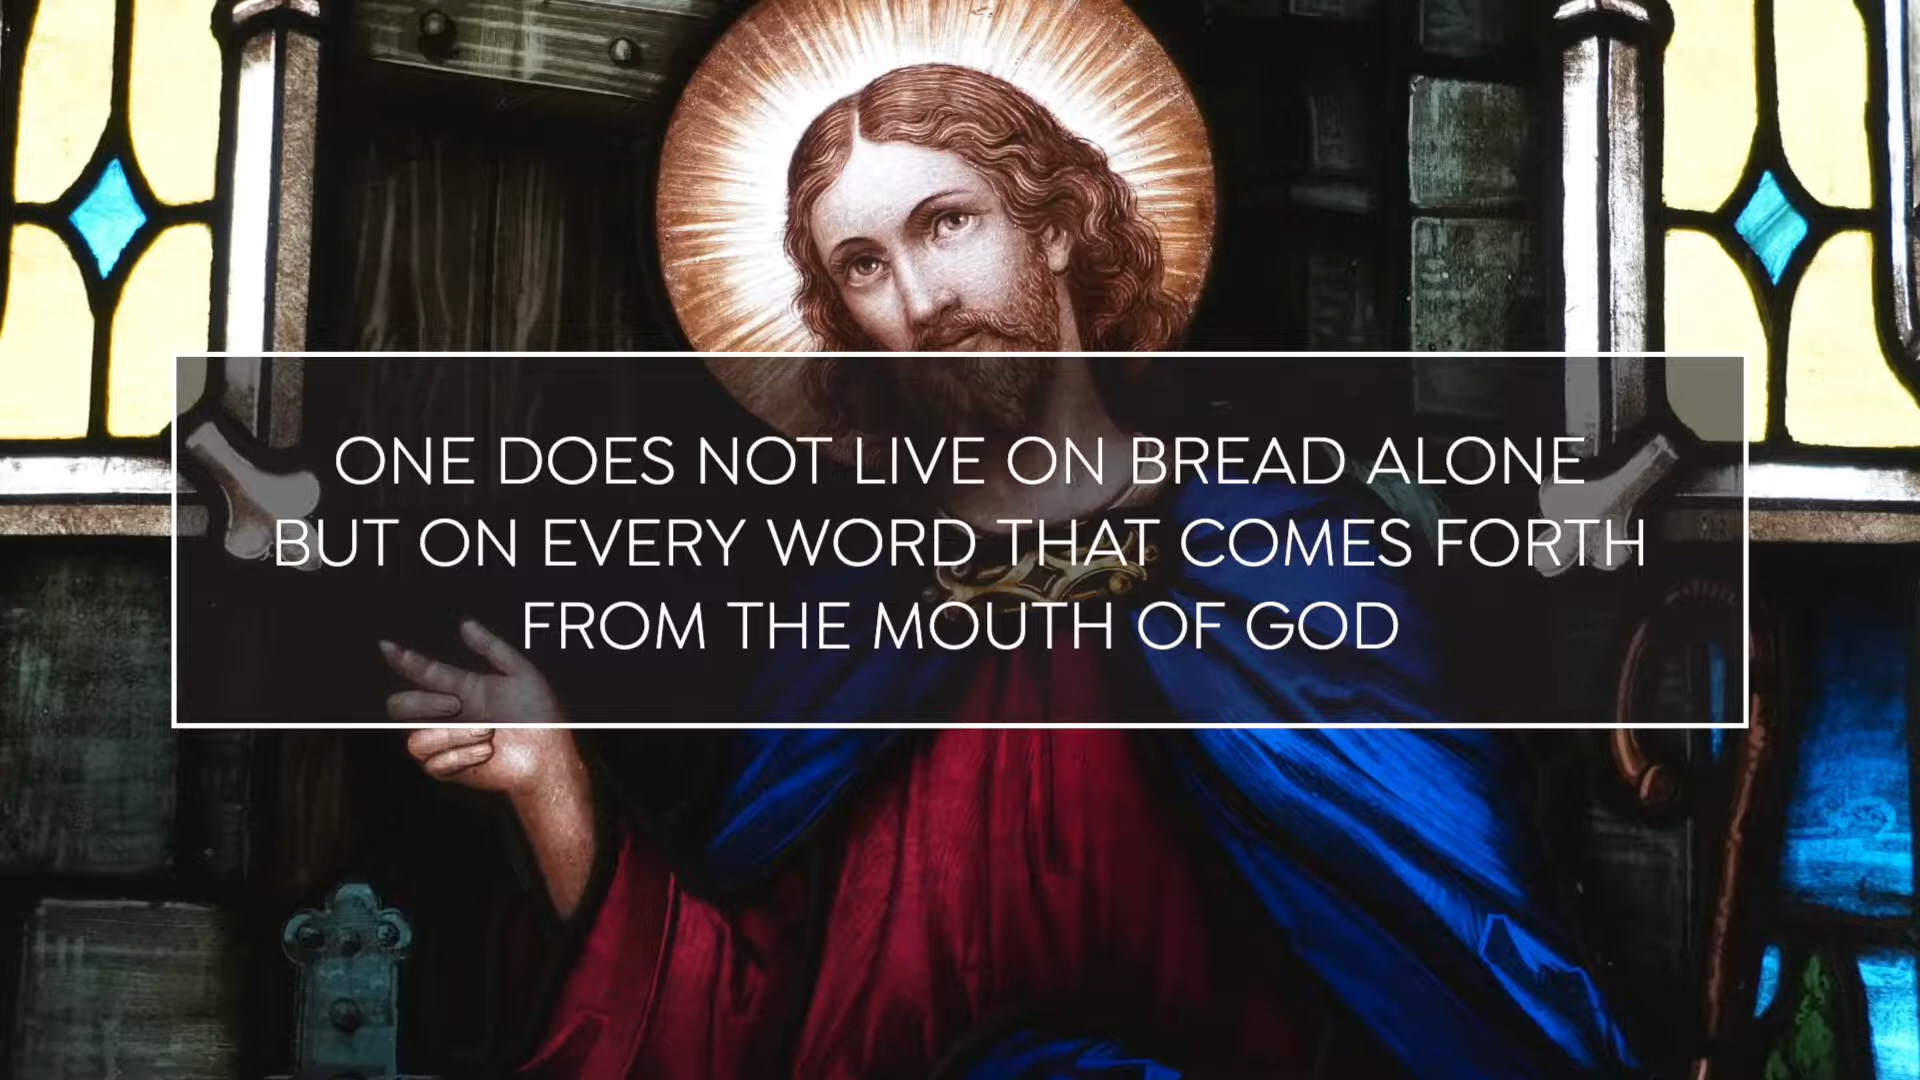 ONE DOES NOT LIVE ON BREAD ALONE
BUT ON EVERY WORD THAT COMES FORTH
FROM THE MOUTH OF GOD